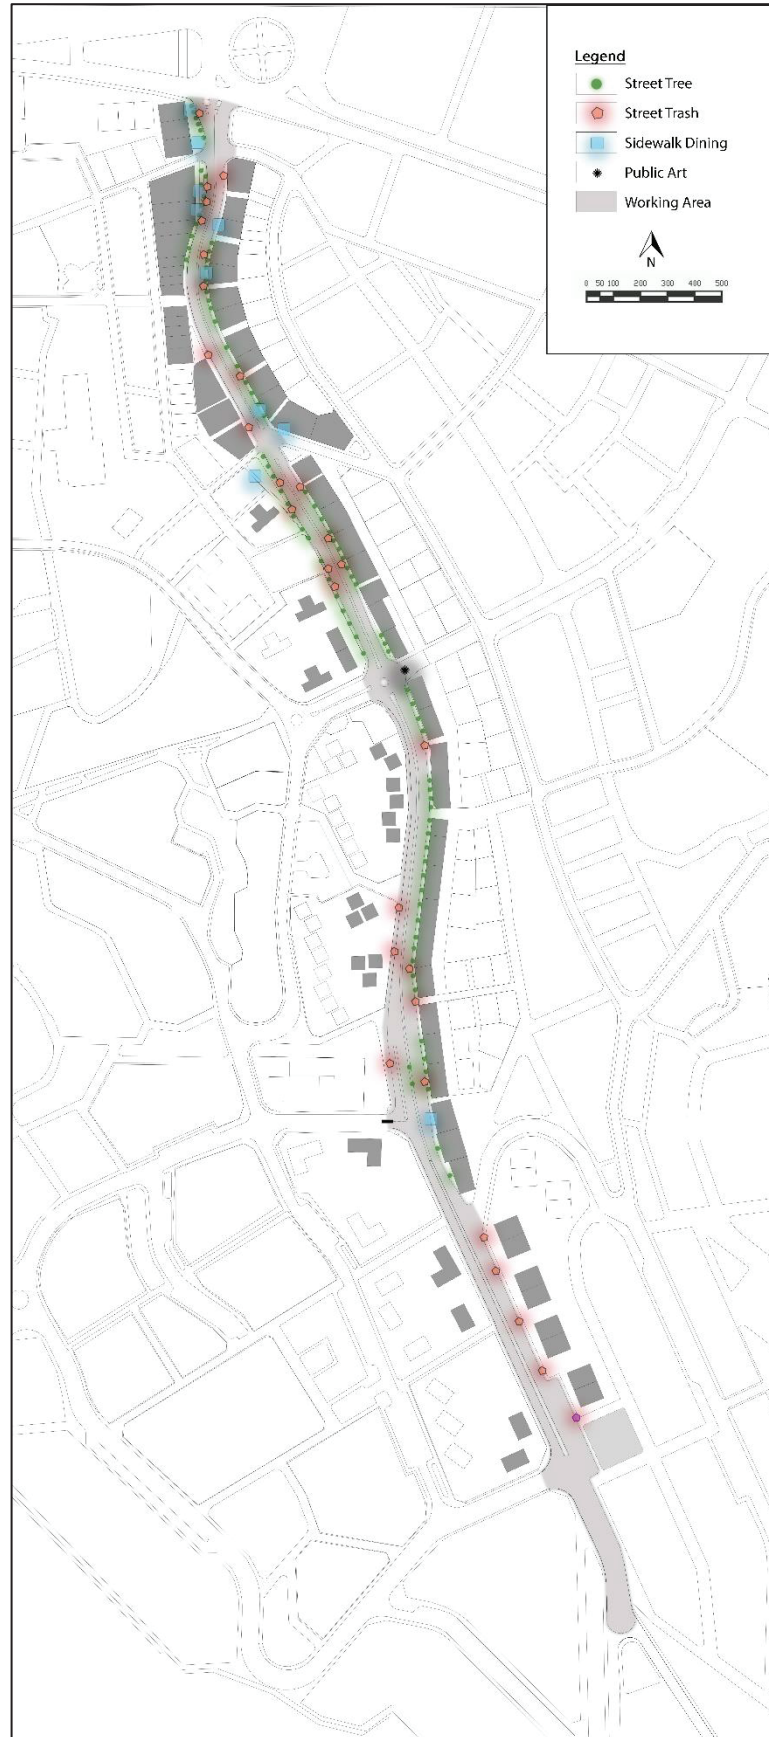 Legend
Street Tree
Street Trash
Sidewalk Dining
Public Art
Working Area
N
0 50 100 200 300 400 500